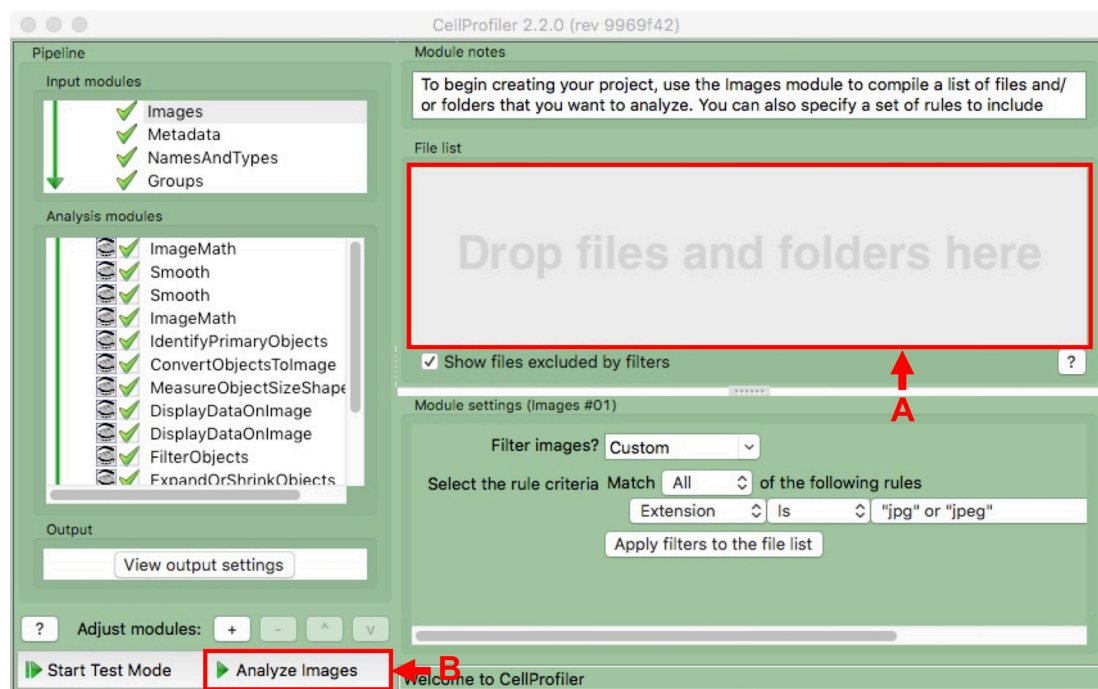 CellProfiler 2.2.0 (rev 9969f42)
Pipeline
Input modules
Images
Metadata
NamesAndTypes
Groups
Analysis modules
ImageMath
Smooth
Smooth
ImageMath
IdentifyPrimaryObjects
ConvertObjectsToImage
MeasureObjectSizeShape
DisplayDataOnImage
DisplayDataOnImage
FilterObjects
ExpandOrShrinkObjects
Output
View output settings
? Adjust modules: + - ^ v
Start Test Mode Analyze Images
B
Module notes
To begin creating your project, use the Images module to compile a list of files and/
or folders that you want to analyze. You can also specify a set of rules to include
File list
Drop files and folders here
Show files excluded by filters ?
A
Module settings (Images #01)
Filter images? Custom
Select the rule criteria Match All of the following rules
Extension Is "jpg" or "jpeg"
Apply filters to the file list
Welcome to CellProfiler